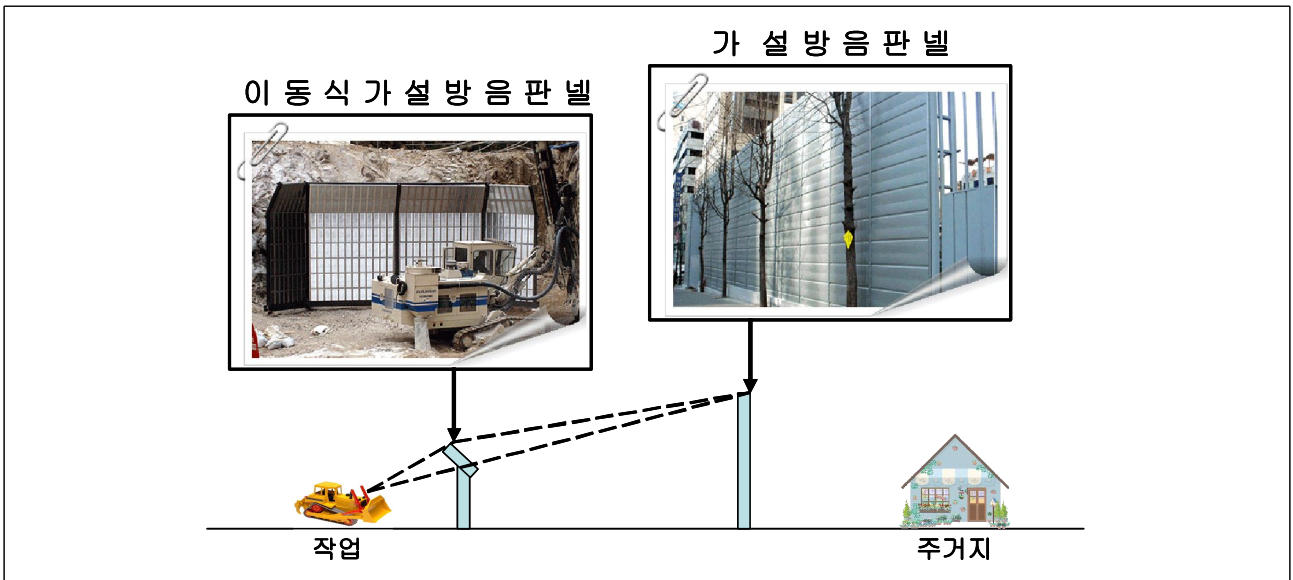 가 설 방 음 판 넬
이 동 식 가 설 방 음 판 넬
작업
주거지